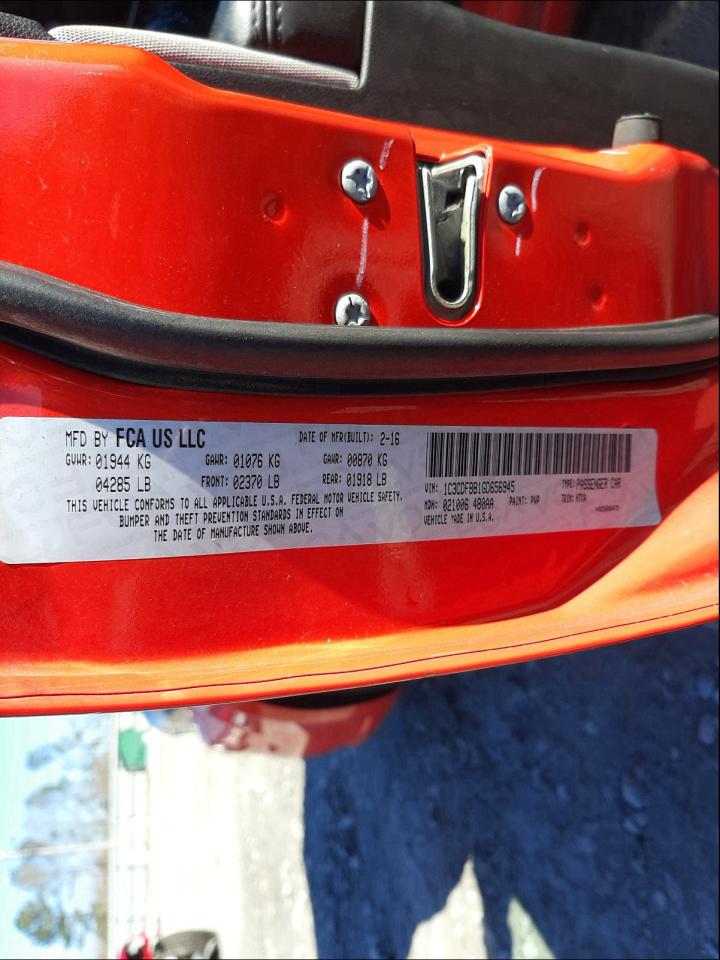 MFD BY FCA US LLC DATE OF MFR(BUILT): 2-16
GVWR: 01944 KG GAWR: 01076 KG GAWR: 00870 KG
04285 LB FRONT: 02370 LB REAR: 01918 LB
THIS VEHICLE CONFORMS TO ALL APPLICABLE U.S.A. FEDERAL MOTOR VEHICLE SAFETY,
BUMPER AND THEFT PREVENTION STANDARDS IN EFFECT ON
THE DATE OF MANUFACTURE SHOWN ABOVE.
VIN: 1C3CDFBB1GD656945 TYPE: PASSENGER CAR
MDH: 021006 480AA PAINT: PVP TRIM: H7XA
VEHICLE MADE IN U.S.A.